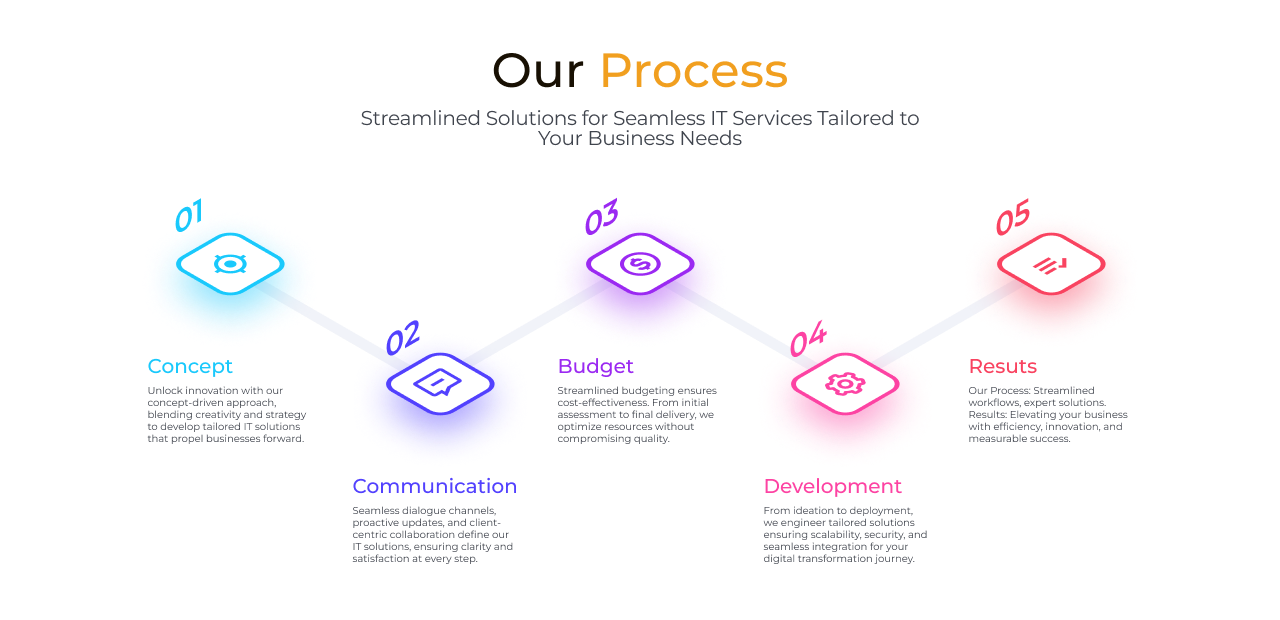 Our Process
Streamlined Solutions for Seamless IT Services Tailored to
Your Business Needs
01
Concept
Unlock innovation with our
concept-driven approach,
blending creativity and strategy
to develop tailored IT solutions
that propel businesses forward.
02
Communication
Seamless dialogue channels,
proactive updates, and client-
centric collaboration define our
IT solutions, ensuring clarity and
satisfaction at every step.
03
Budget
Streamlined budgeting ensures
cost-effectiveness. From initial
assessment to final delivery, we
optimize resources without
compromising quality.
04
Development
From ideation to deployment,
we engineer tailored solutions
ensuring scalability, security, and
seamless integration for your
digital transformation journey.
05
Resuts
Our Process: Streamlined
workflows, expert solutions.
Results: Elevating your business
with efficiency, innovation, and
measurable success.